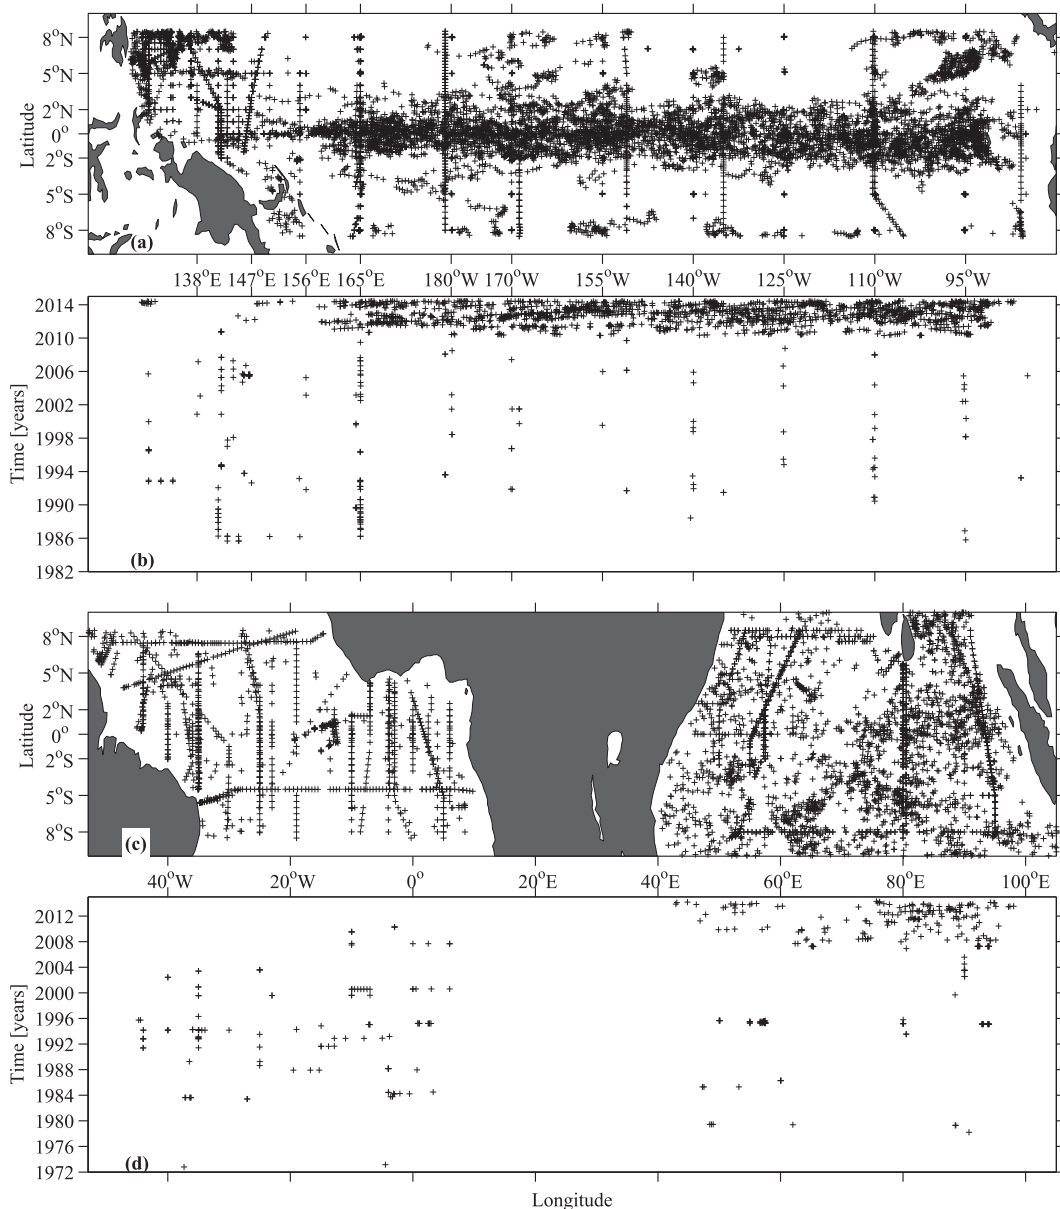 8°N
5°N
2°N
0°
2°S
5°S
8°S
Latitude
(a)
138°E 147°E 156°E 165°E 180°W 170°W 155°W 140°W 125°W 110°W 95°W
2014
2010
2006
2002
1998
1994
1990
1986
1982
Time [years]
(b)
8°N
5°N
2°N
0°
2°S
5°S
8°S
Latitude
(c)
40°W 20°W 0° 20°E 40°E 60°E 80°E 100°E
2012
2008
2004
2000
1996
1992
1988
1984
1980
1976
1972
Time [years]
(d)
Longitude